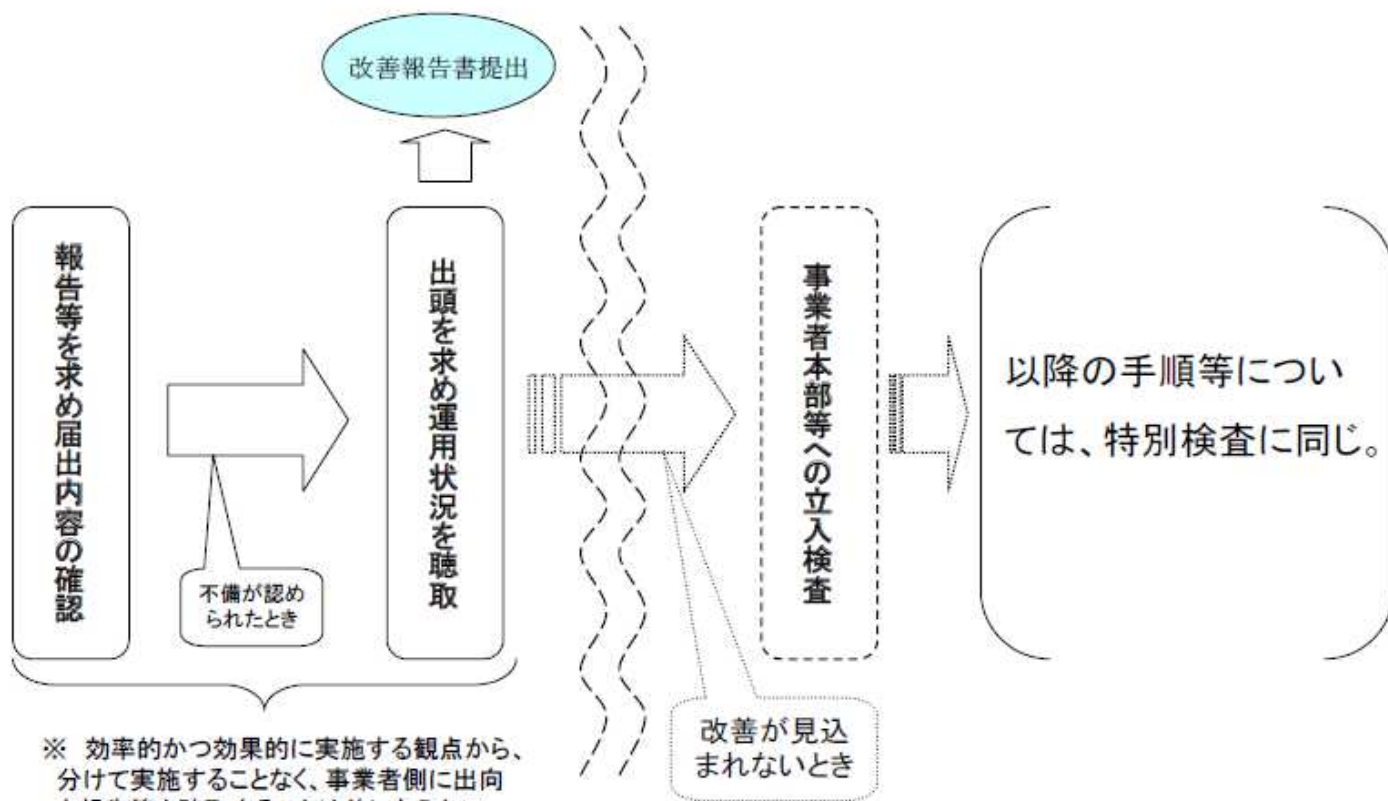 改善報告書提出
報告等を求め届出内容の確認
不備が認め
られたとき
出頭を求め運用状況を聴取
改善が見込
まれないとき
事業者本部等への立入検査
以降の手順等につい
ては、特別検査に同じ。
※ 効率的かつ効果的に実施する観点から、
分けて実施することなく、事業者側に出向